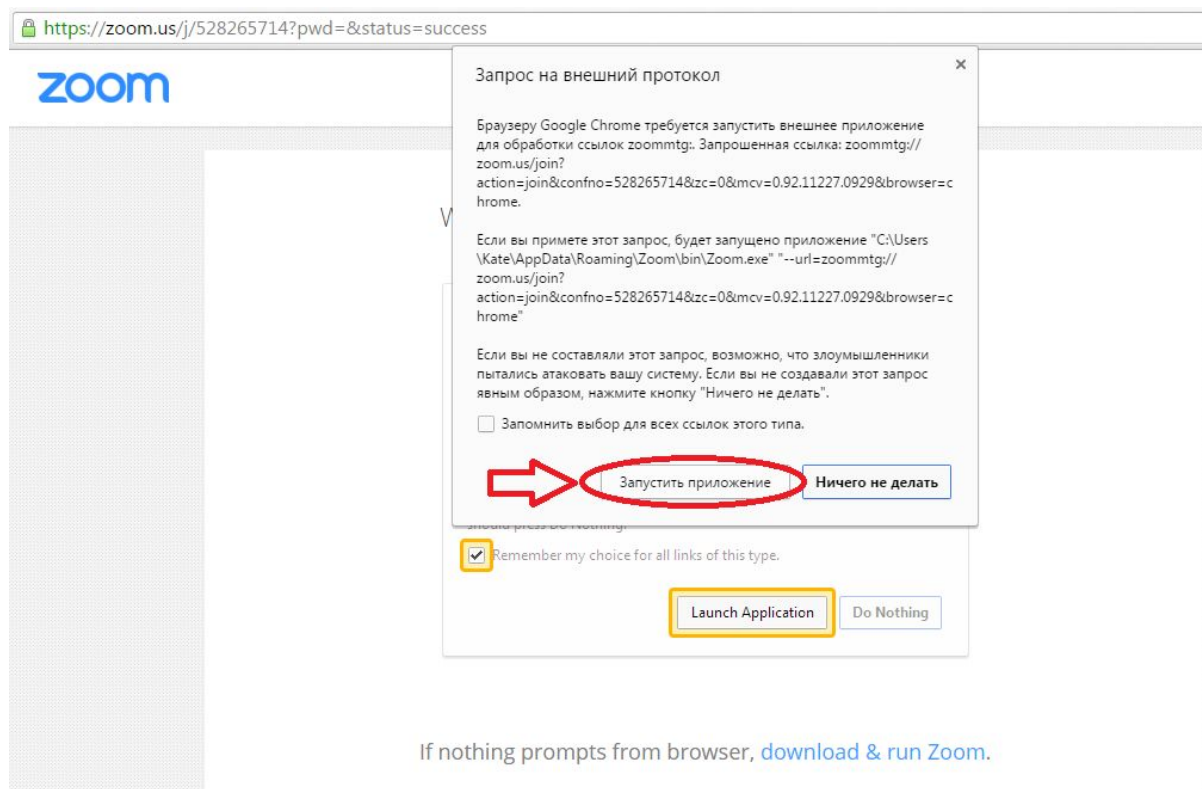 https://zoom.us/j/528265714?pwd=&status=success
zoom
Запрос на внешний протокол
Браузеру Google Chrome требуется запустить внешнее приложение
для обработки ссылок zoommtg:. Запрошенная ссылка: zoommtg://
zoom.us/join?
action=join&confno=528265714&zc=0&mcv=0.92.11227.0929&browser=c
hrome.
Если вы примете этот запрос, будет запущено приложение "C:\Users
\Kate\AppData\Roaming\Zoom\bin\Zoom.exe" "--url=zoommtg://
zoom.us/join?
action=join&confno=528265714&zc=0&mcv=0.92.11227.0929&browser=c
hrome"
Если вы не составляли этот запрос, возможно, что злоумышленники
пытались атаковать вашу систему. Если вы не создавали этот запрос
явным образом, нажмите кнопку "Ничего не делать".
Запомнить выбор для всех ссылок этого типа.
Запустить приложение Ничего не делать
should press Do Nothing.
Remember my choice for all links of this type.
Launch Application Do Nothing
If nothing prompts from browser, download & run Zoom.